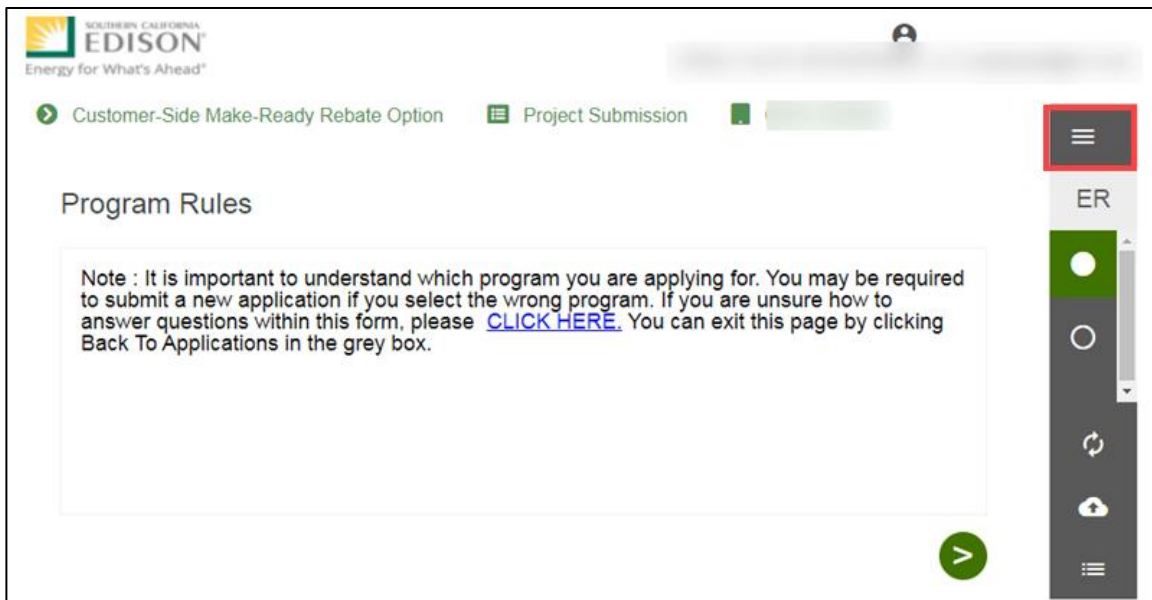 SOUTHERN CALIFORNIA
EDISON®
Energy for What's Ahead®
Customer-Side Make-Ready Rebate Option Project Submission
Program Rules
ER
Note : It is important to understand which program you are applying for. You may be required
to submit a new application if you select the wrong program. If you are unsure how to
answer questions within this form, please CLICK HERE. You can exit this page by clicking
Back To Applications in the grey box.